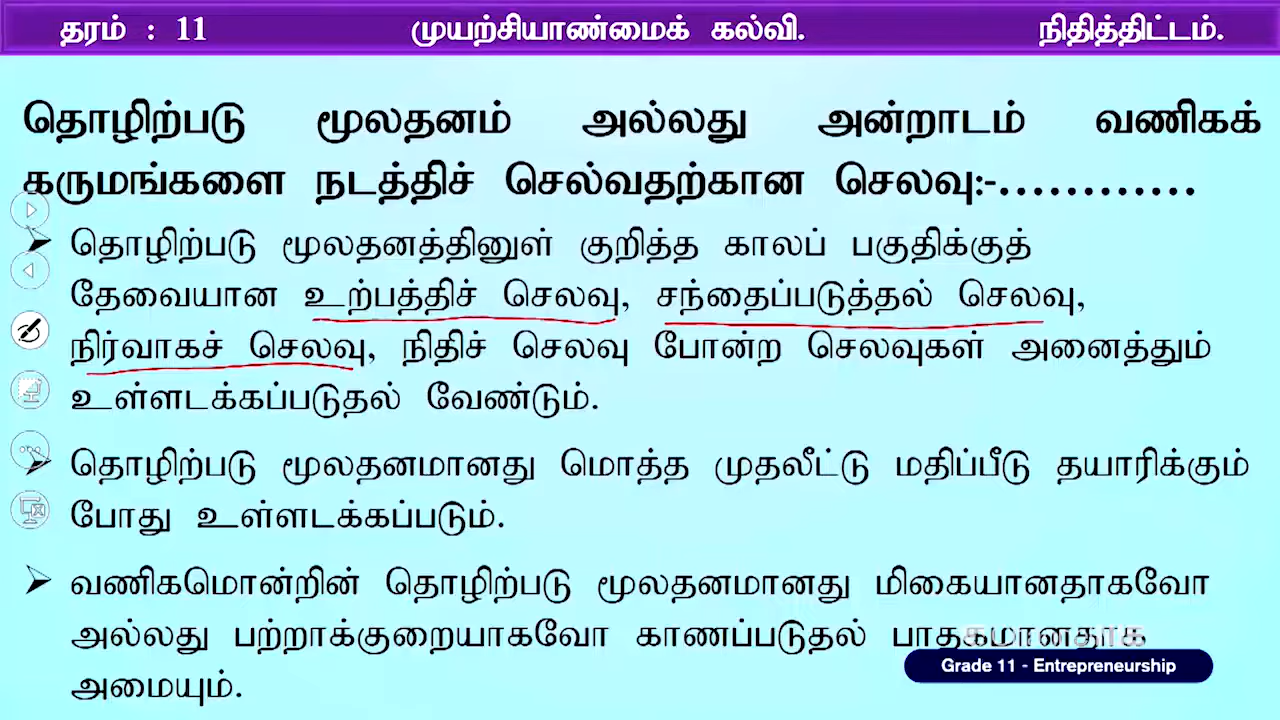 தரம் : 11 முயற்சியாண்மைக் கல்வி. நிதித்திட்டம்.
தொழிற்படு மூலதனம் அல்லது அன்றாடம் வணிகக்
கருமங்களை நடத்திச் செல்வதற்கான செலவு:-............
➢ தொழிற்படு மூலதனத்தினுள் குறித்த காலப் பகுதிக்குத்
தேவையான உற்பத்திச் செலவு, சந்தைப்படுத்தல் செலவு,
நிர்வாகச் செலவு, நிதிச் செலவு போன்ற செலவுகள் அனைத்தும்
உள்ளடக்கப்படுதல் வேண்டும்.
➢ தொழிற்படு மூலதனமானது மொத்த முதலீட்டு மதிப்பீடு தயாரிக்கும்
போது உள்ளடக்கப்படும்.
➢ வணிகமொன்றின் தொழிற்படு மூலதனமானது மிகையானதாகவோ
அல்லது பற்றாக்குறையாகவோ காணப்படுதல் பாதகமானதாக
அமையும்.
Grade 11 - Entrepreneurship